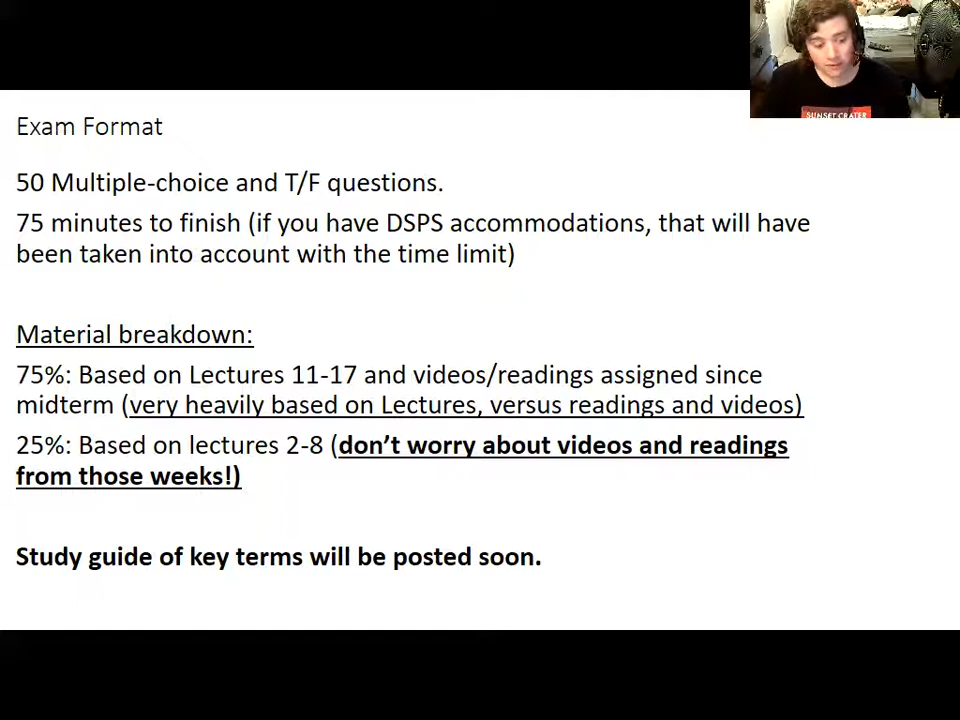 SUNSET CRATER
Exam Format
50 Multiple-choice and T/F questions.
75 minutes to finish (if you have DSPS accommodations, that will have
been taken into account with the time limit)
Material breakdown:
75%: Based on Lectures 11-17 and videos/readings assigned since
midterm (very heavily based on Lectures, versus readings and videos)
25%: Based on lectures 2-8 (don’t worry about videos and readings
from those weeks!)
Study guide of key terms will be posted soon.